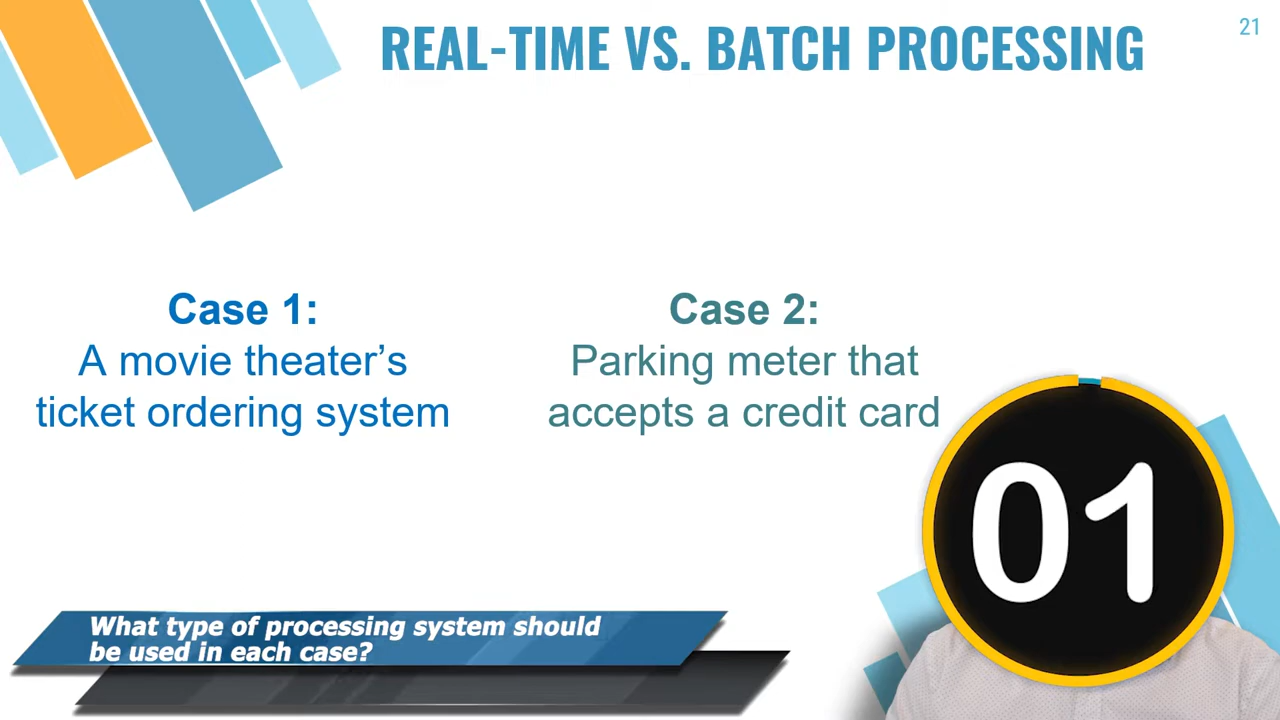 REAL-TIME VS. BATCH PROCESSING
21
Case 1:
A movie theater’s
ticket ordering system
Case 2:
Parking meter that
accepts a credit card
01
What type of processing system should
be used in each case?